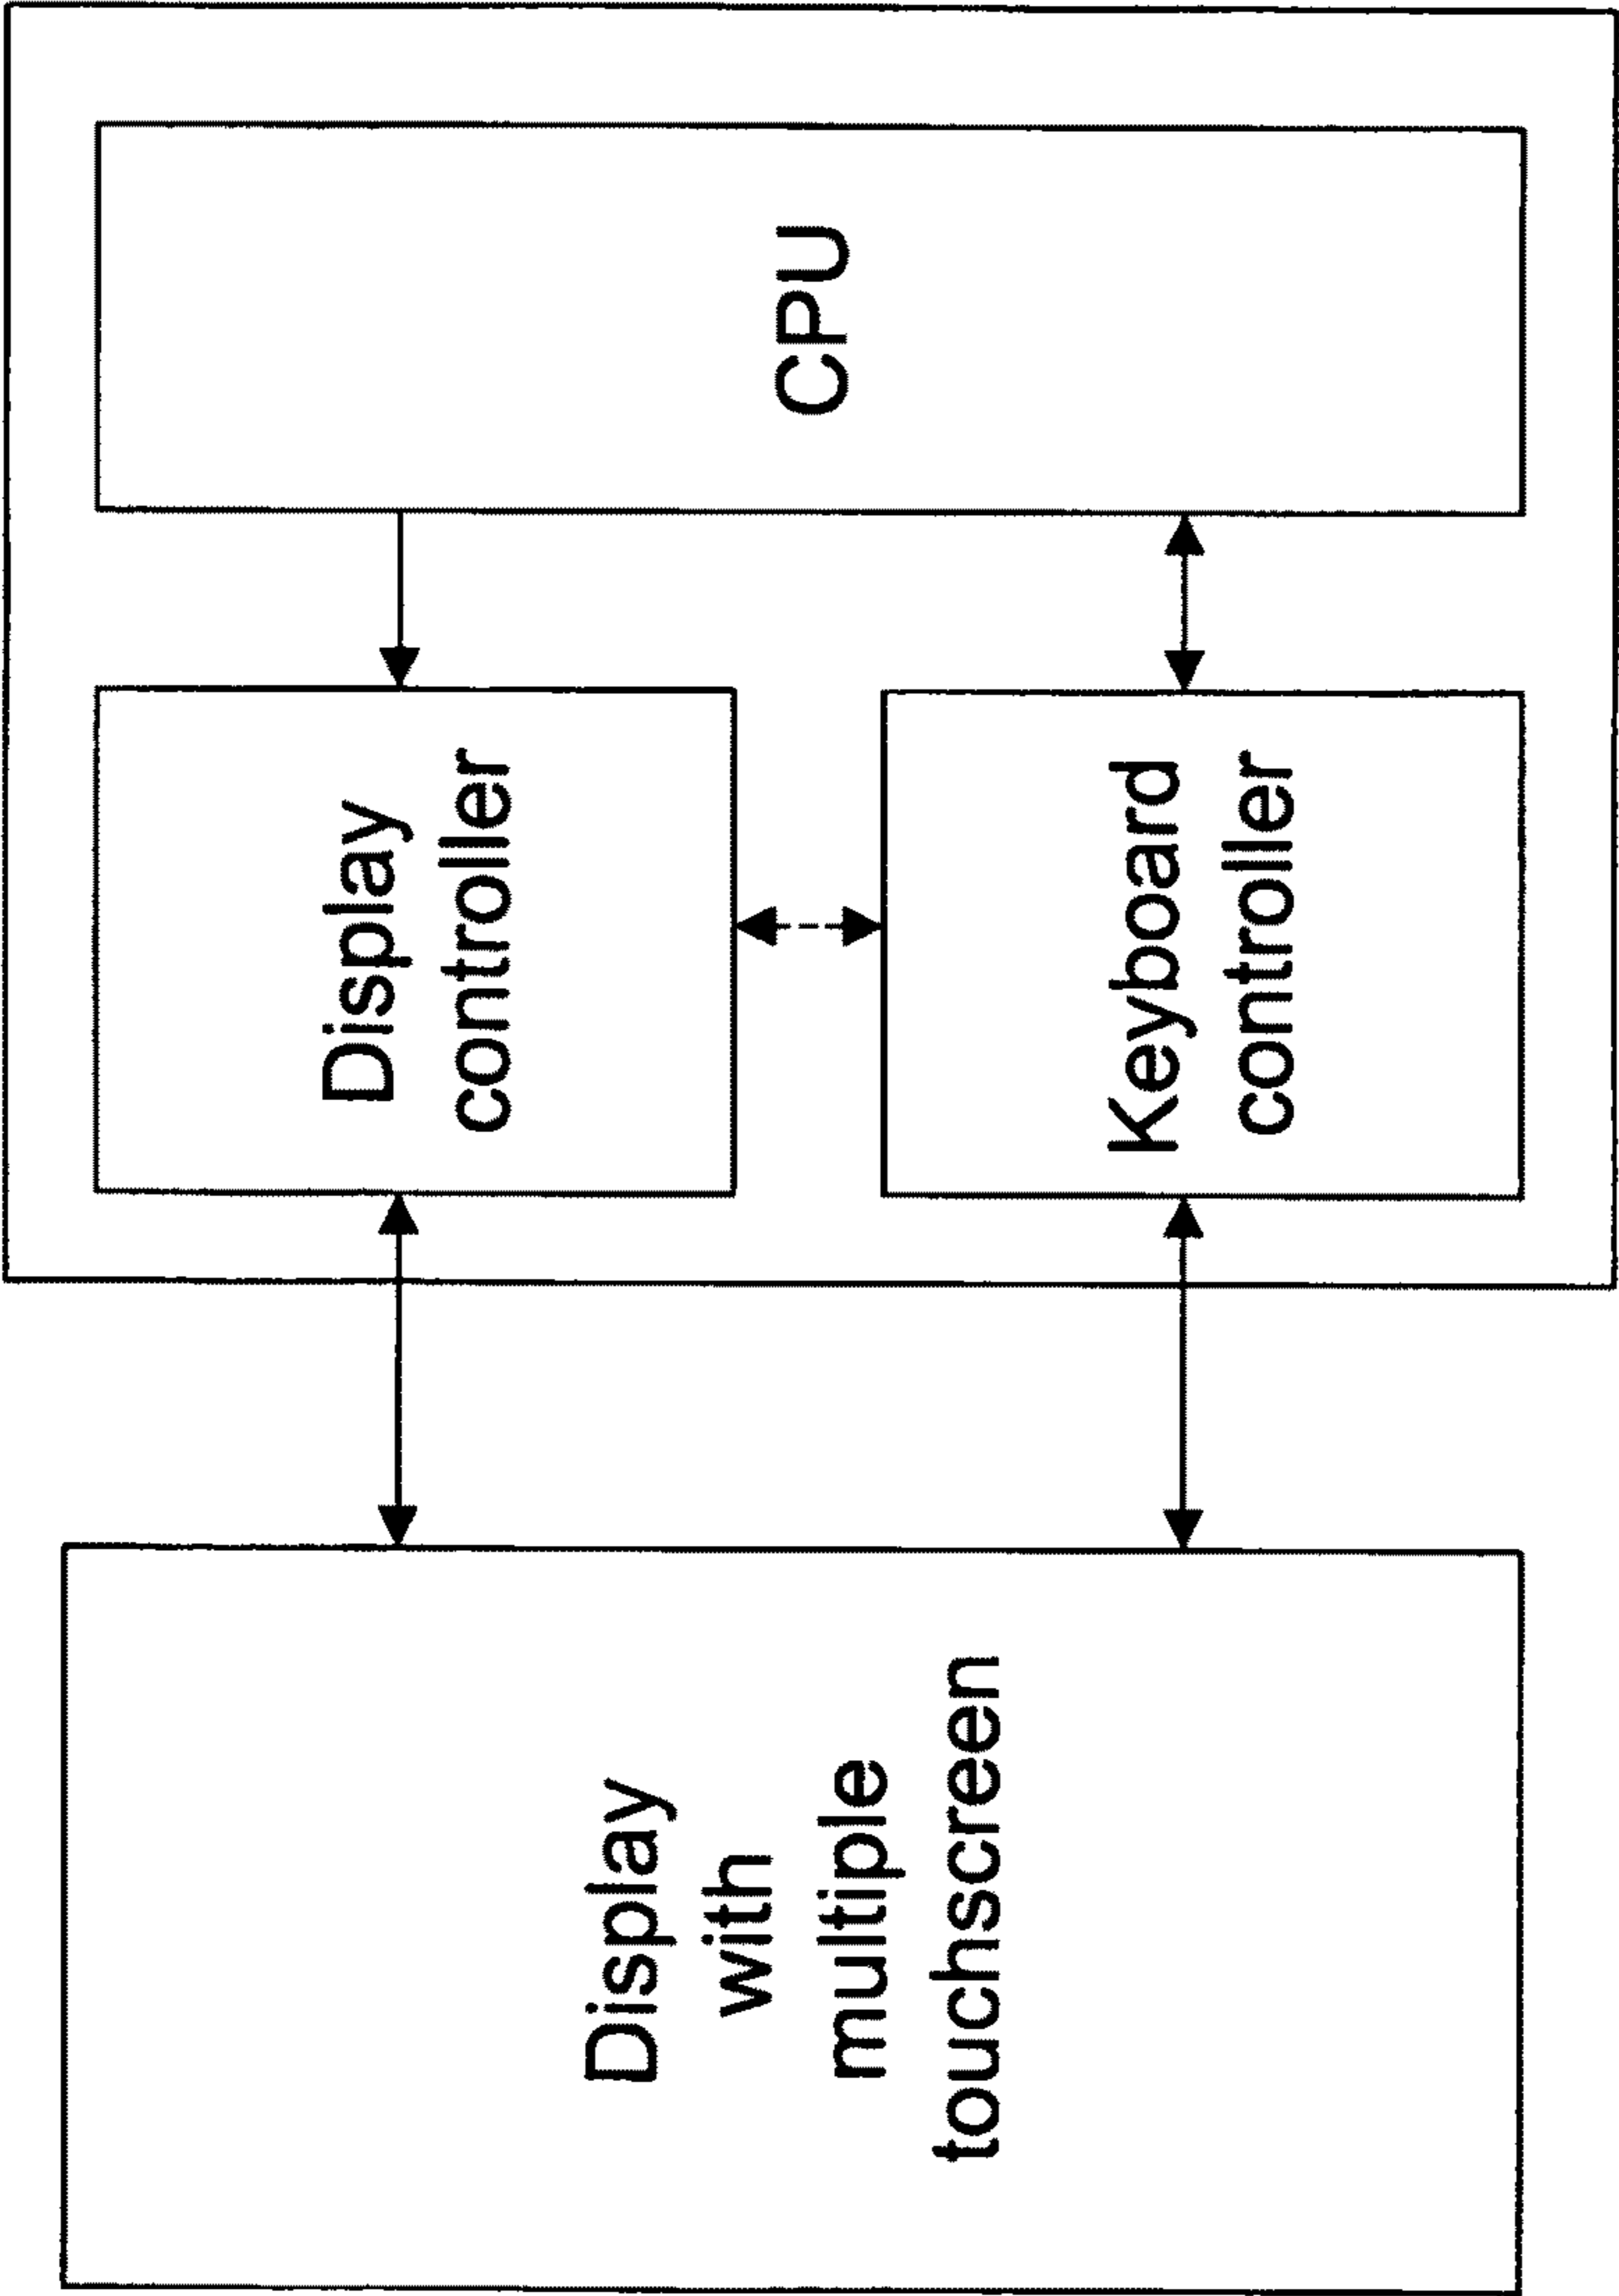 Display
with
multiple
touchscreen
Display
controller
Keyboard
controller
CPU